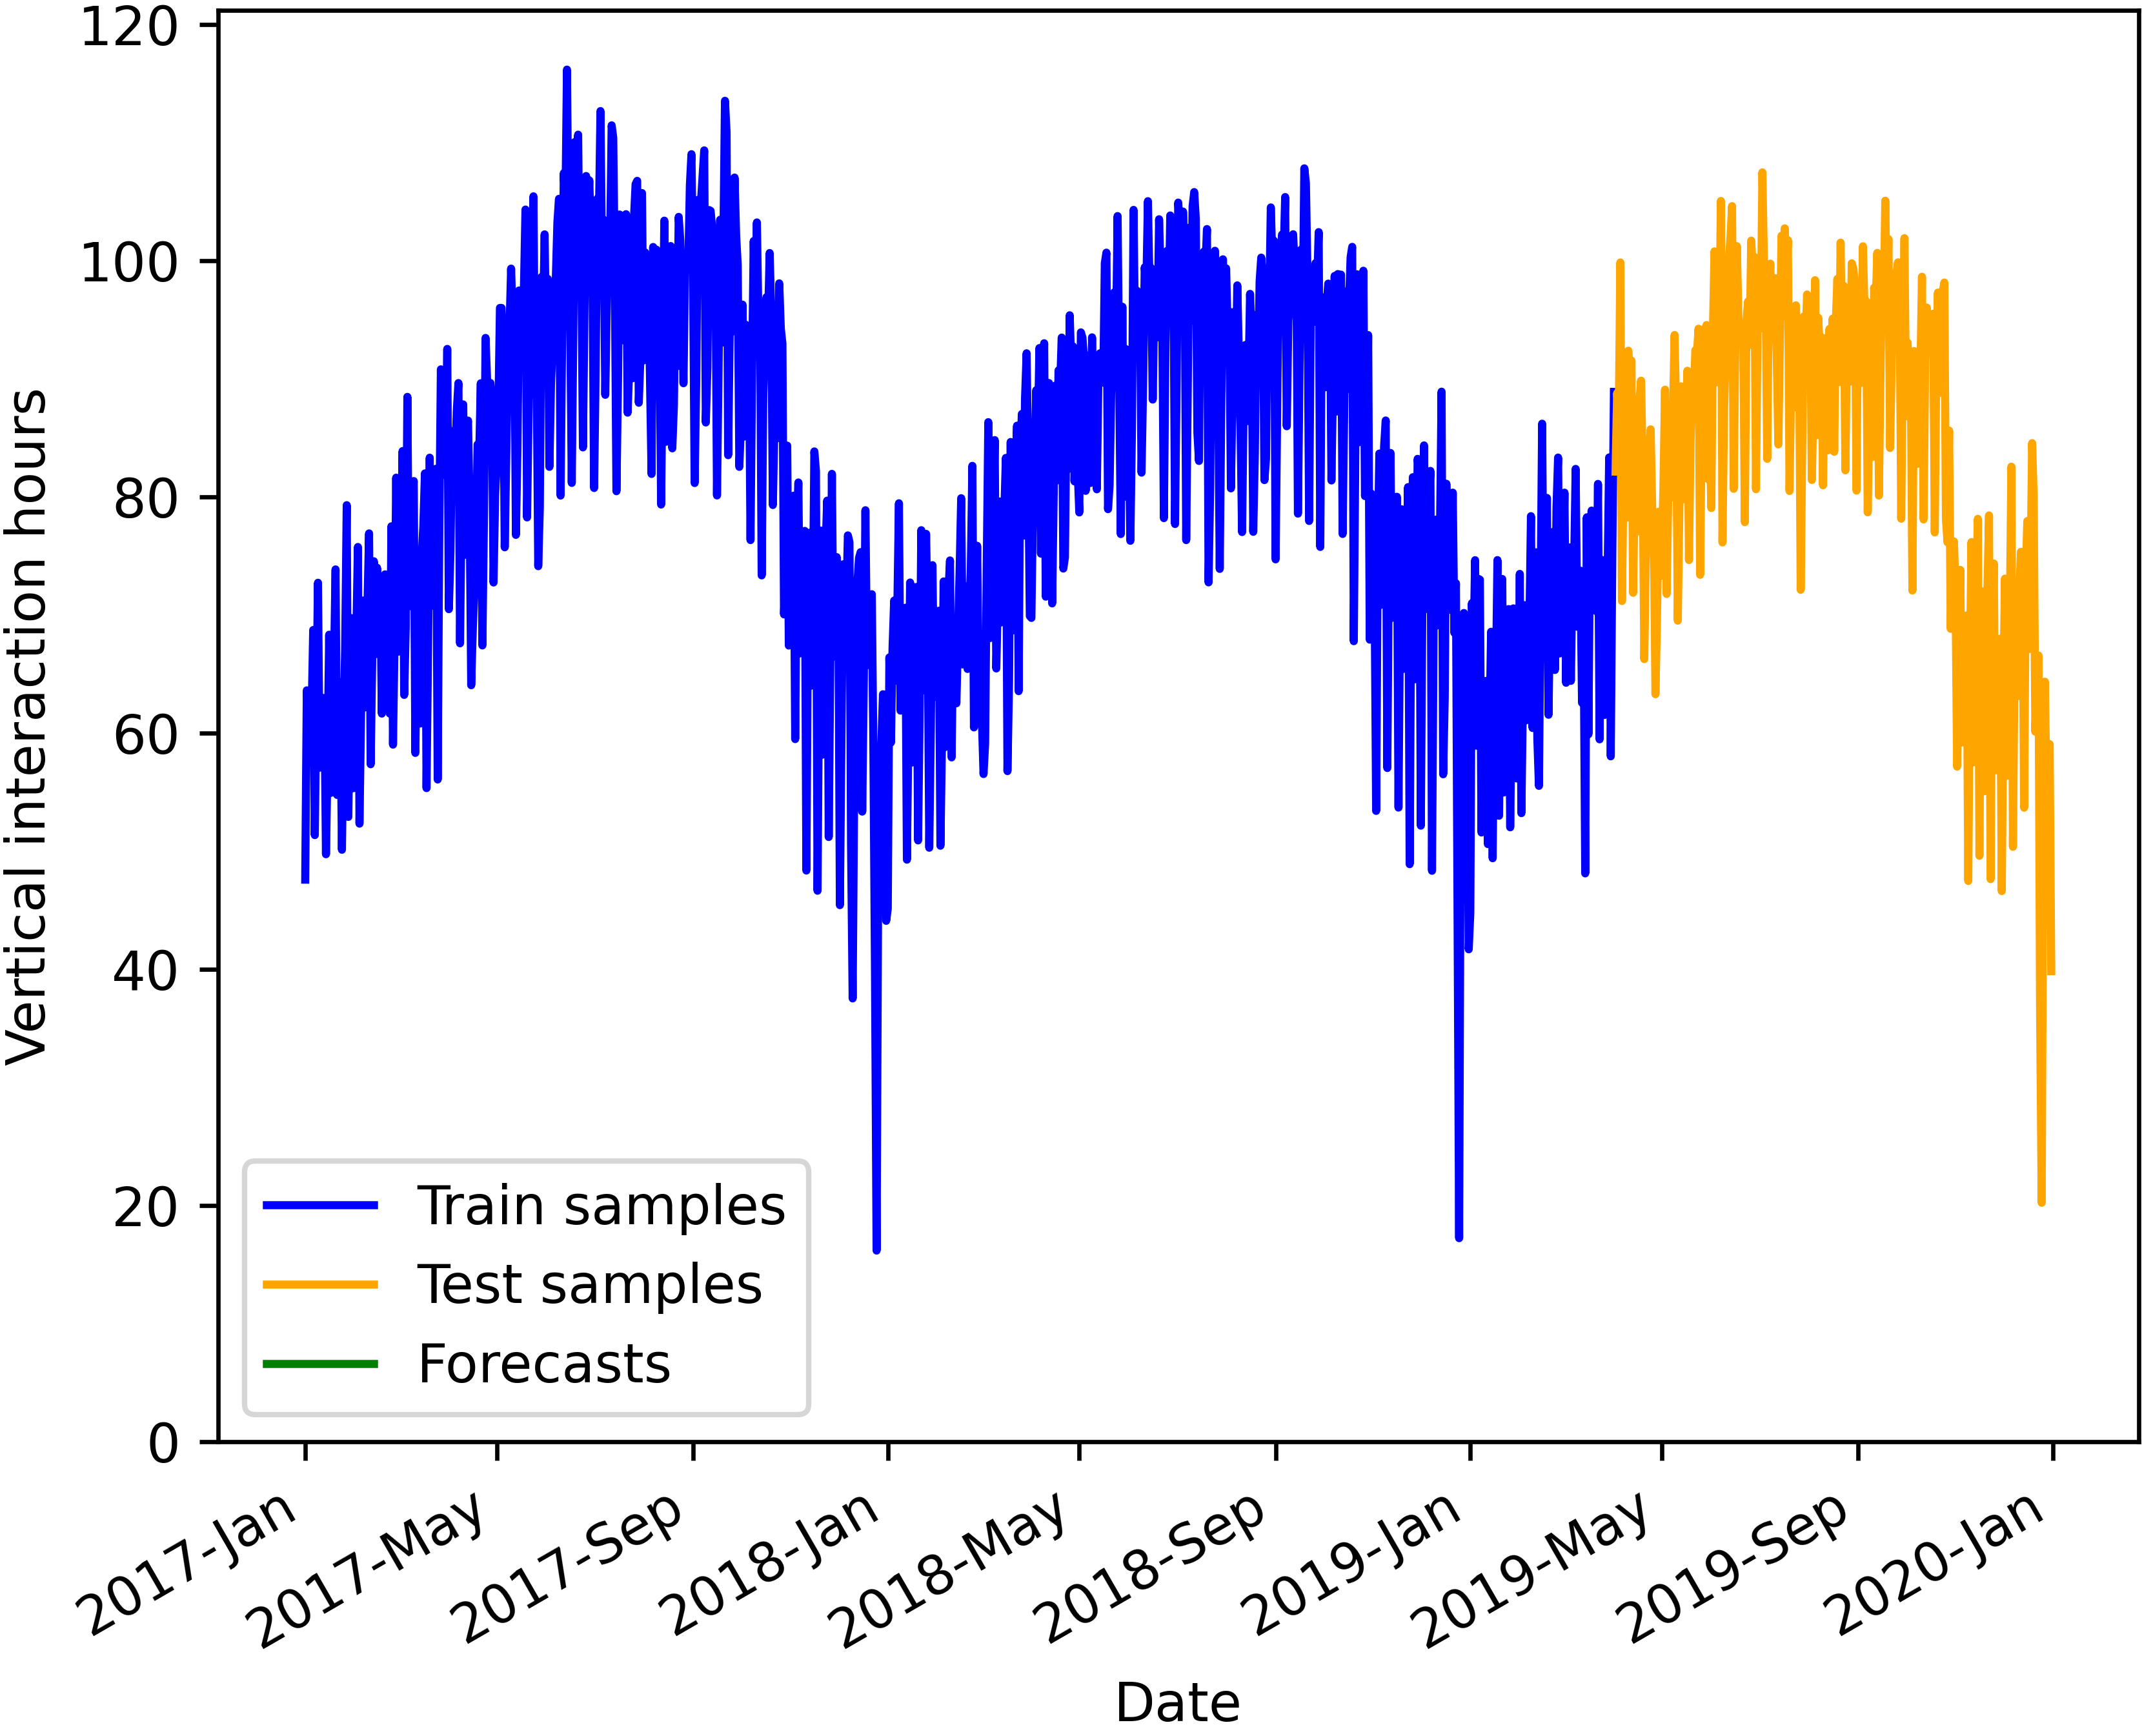 120
100
80
60
40
20
0
Vertical interaction hours
Train samples
Test samples
Forecasts
2017-Jan
2017-May
2017-Sep
2018-Jan
2018-May
2018-Sep
2019-Jan
2019-May
2019-Sep
2020-Jan
Date